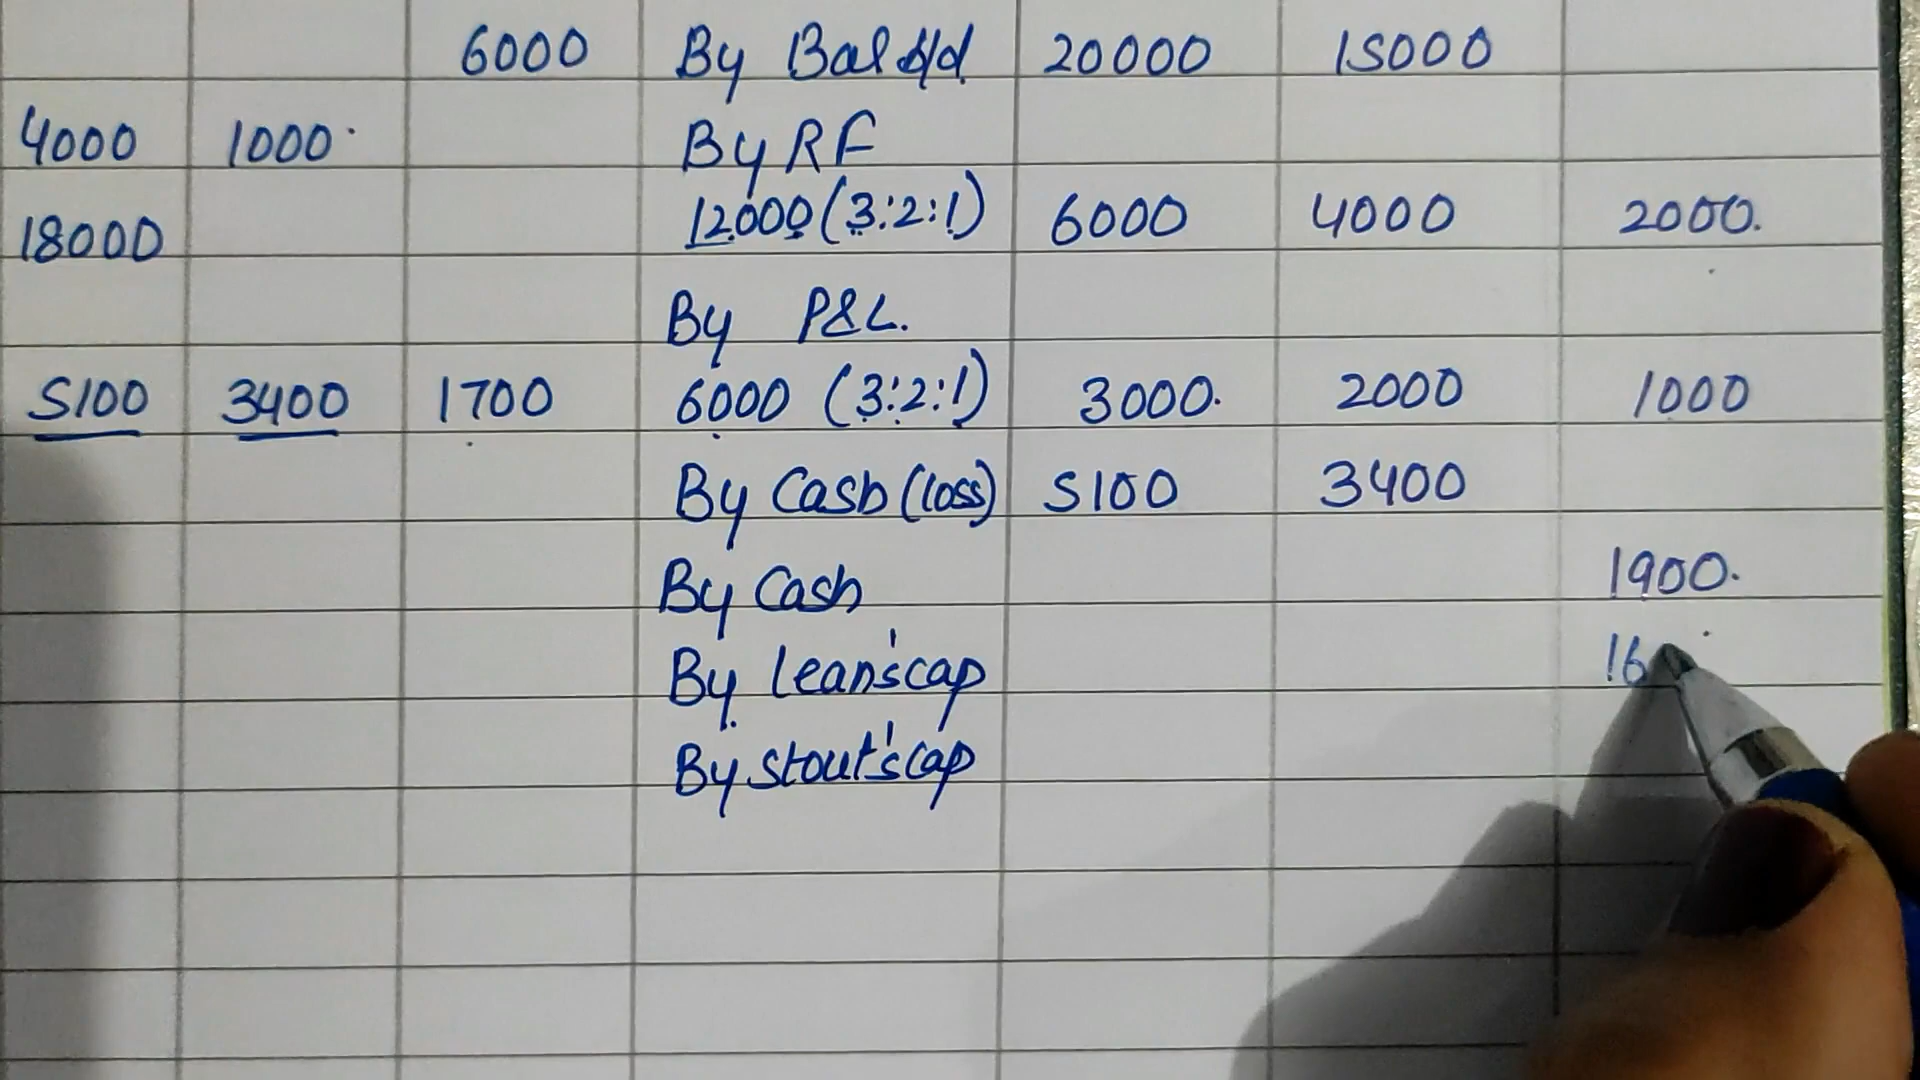 6000 By Bal b/d 20000 15000
4000 1000 By RF
18000 12000 (3:2:1) 6000 4000 2000
By P&L.
5100 3400 1700 6000 (3:2:1) 3000 2000 1000
By Cash (loss) 5100 3400
By Cash 1900
By lean's cap 16
By stout's cap